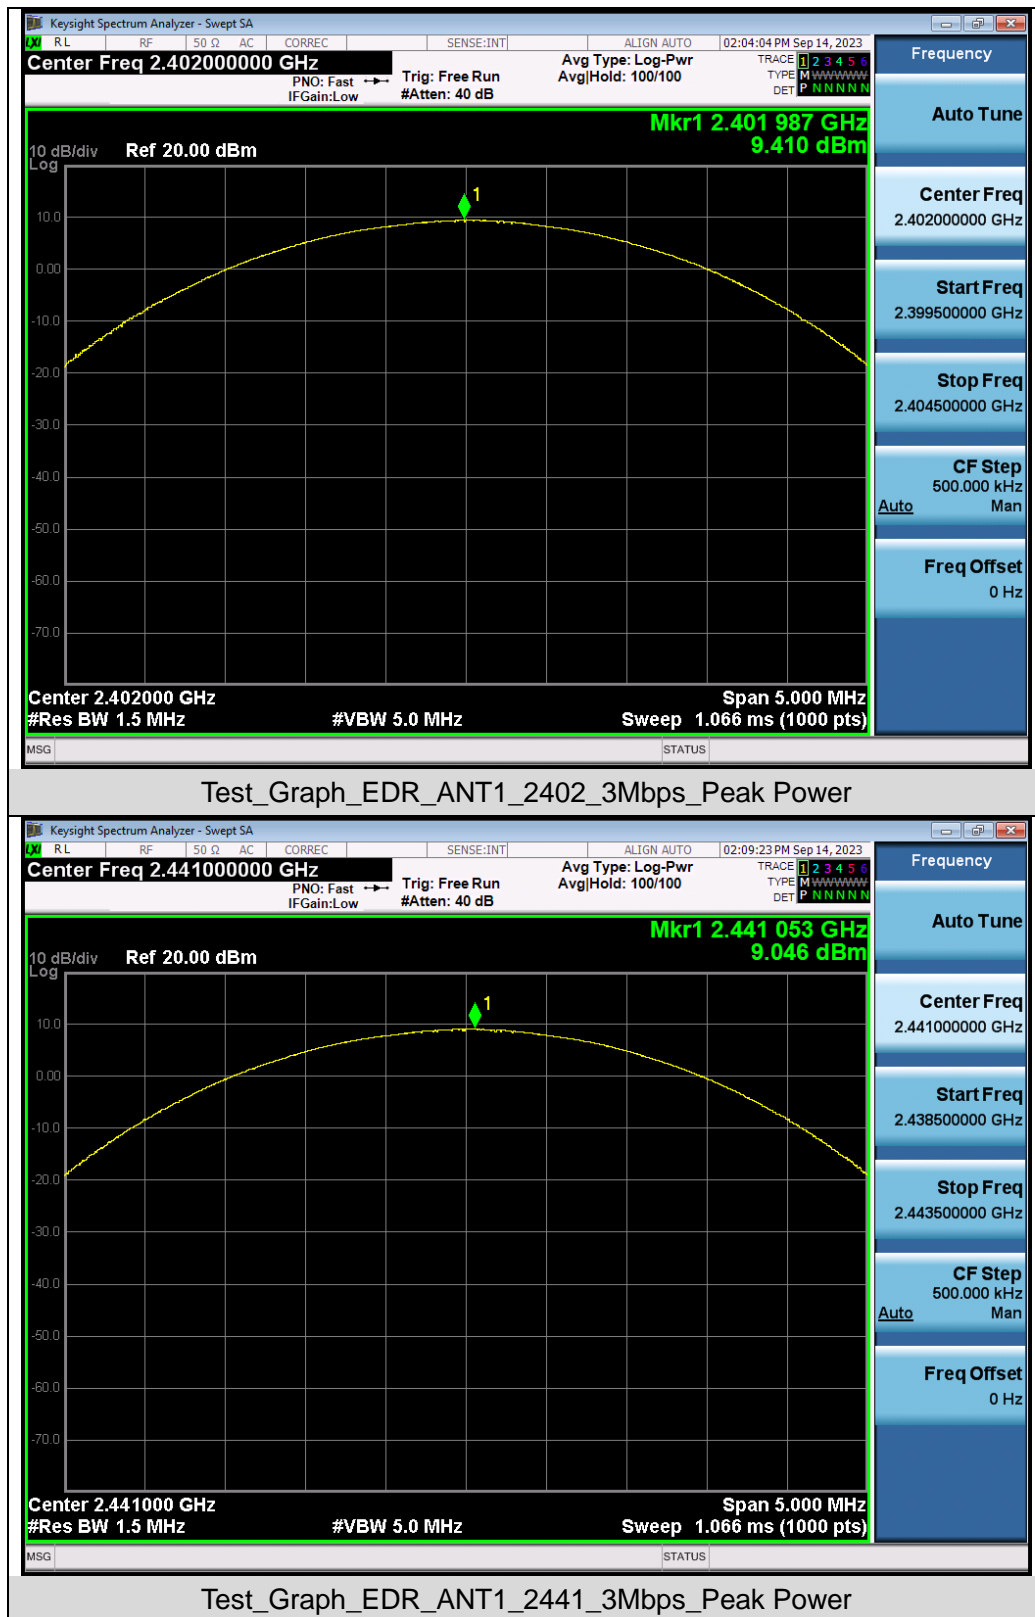 Keysight Spectrum Analyzer - Swept SA
LXI RL RF 50 Ω AC CORREC SENSE:INT ALIGN AUTO 02:04:04 PM Sep 14, 2023
Center Freq 2.402000000 GHz
PNO: Fast
IFGain:Low
Trig: Free Run
#Atten: 40 dB
Avg Type: Log-Pwr
Avg|Hold: 100/100
TRACE 1 2 3 4 5 6
TYPE M WWWWW
DET P N N N N N
Mkr1 2.401 987 GHz
9.410 dBm
10 dB/div Ref 20.00 dBm
Log
1
10.0
0.00
-10.0
-20.0
-30.0
-40.0
-50.0
-60.0
-70.0
Center 2.402000 GHz Span 5.000 MHz
#Res BW 1.5 MHz #VBW 5.0 MHz Sweep 1.066 ms (1000 pts)
MSG STATUS
Frequency
Auto Tune
Center Freq
2.402000000 GHz
Start Freq
2.399500000 GHz
Stop Freq
2.404500000 GHz
CF Step
500.000 kHz
Auto Man
Freq Offset
0 Hz
Test_Graph_EDR_ANT1_2402_3Mbps_Peak Power
Keysight Spectrum Analyzer - Swept SA
LXI RL RF 50 Ω AC CORREC SENSE:INT ALIGN AUTO 02:09:23 PM Sep 14, 2023
Center Freq 2.441000000 GHz
PNO: Fast
IFGain:Low
Trig: Free Run
#Atten: 40 dB
Avg Type: Log-Pwr
Avg|Hold: 100/100
TRACE 1 2 3 4 5 6
TYPE M WWWWW
DET P N N N N N
Mkr1 2.441 053 GHz
9.046 dBm
10 dB/div Ref 20.00 dBm
Log
1
10.0
0.00
-10.0
-20.0
-30.0
-40.0
-50.0
-60.0
-70.0
Center 2.441000 GHz Span 5.000 MHz
#Res BW 1.5 MHz #VBW 5.0 MHz Sweep 1.066 ms (1000 pts)
MSG STATUS
Frequency
Auto Tune
Center Freq
2.441000000 GHz
Start Freq
2.438500000 GHz
Stop Freq
2.443500000 GHz
CF Step
500.000 kHz
Auto Man
Freq Offset
0 Hz
Test_Graph_EDR_ANT1_2441_3Mbps_Peak Power